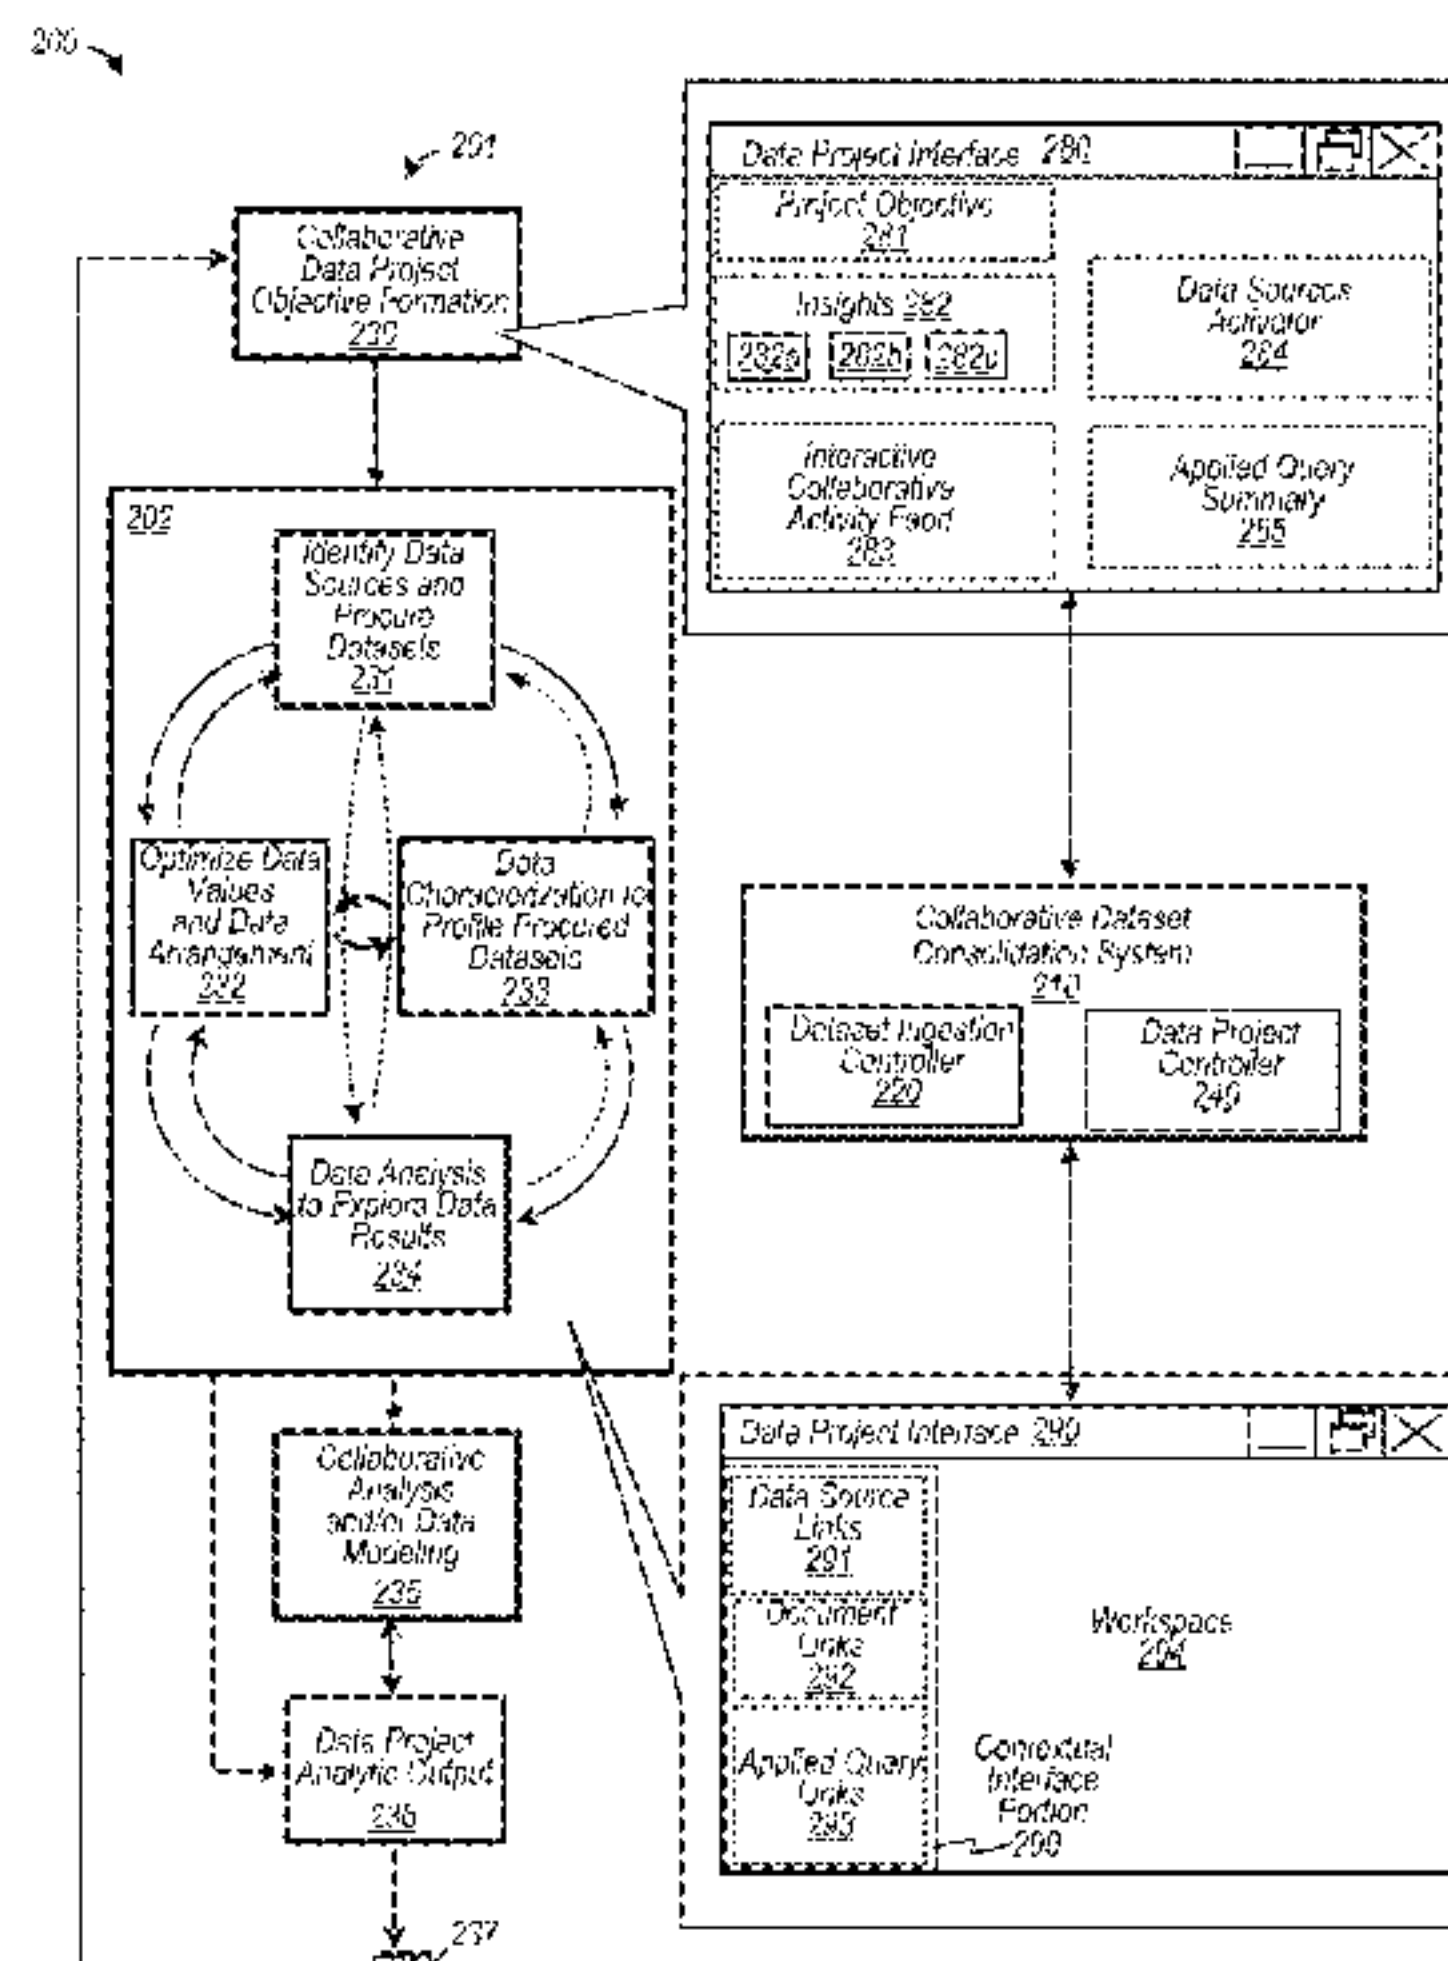 200
201
Collaborative
Data Project
Objective Formation
230
Data Project Interface 280
Project Objective
281
Insights 282
282a 282b 282c
Interactive
Collaborative
Activity Feed
283
Data Sources
Activator
284
Applied Query
Summary
285
202
Identify Data
Sources and
Procure
Datasets
231
Optimize Data
Values
and Data
Arrangement
232
Data
Characterization to
Profile Procured
Datasets
233
Data Analysis
to Explore Data
Results
234
Collaborative Dataset
Consolidation System
210
Dataset Ingestion
Controller
220
Data Project
Controller
240
Collaborative
Analysis
and/or Data
Modeling
235
Data Project
Analytic Output
236
237
Data Project Interface
Data Source
Links
291
Document
Links
292
Applied Query
Links
293
Workspace
294
Contextual
Interface
Portion
299